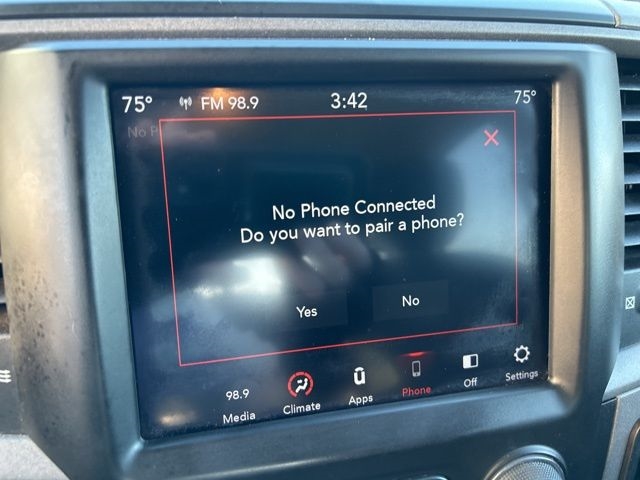 75° FM 98.9 3:42 75°
No P
No Phone Connected
Do you want to pair a phone?
Yes No
98.9
Media Climate Apps Phone Off Settings